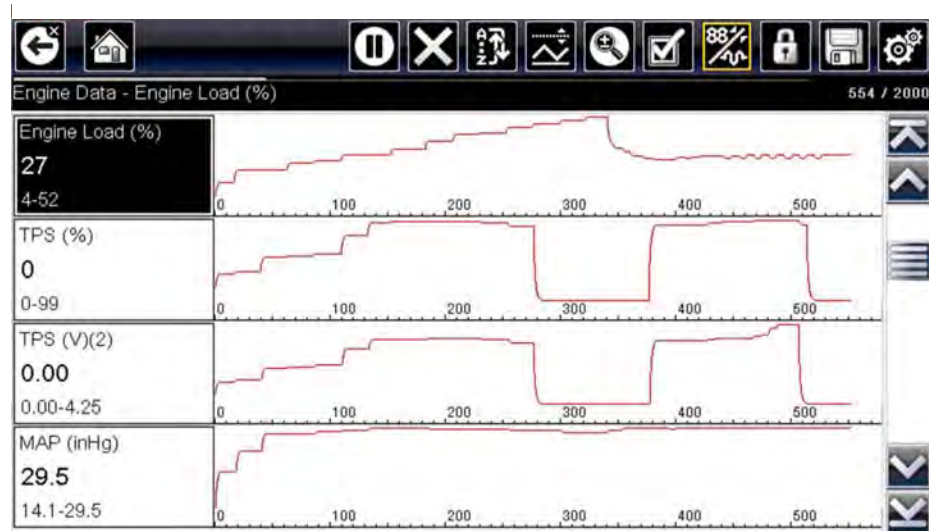 A
Z
88
Engine Data - Engine Load (%)
554 / 2000
Engine Load (%)
27
4-52
0 100 200 300 400 500
TPS (%)
0
0-99
0 100 200 300 400 500
TPS (V)(2)
0.00
0.00-4.25
0 100 200 300 400 500
MAP (inHg)
29.5
14.1-29.5
0 100 200 300 400 500